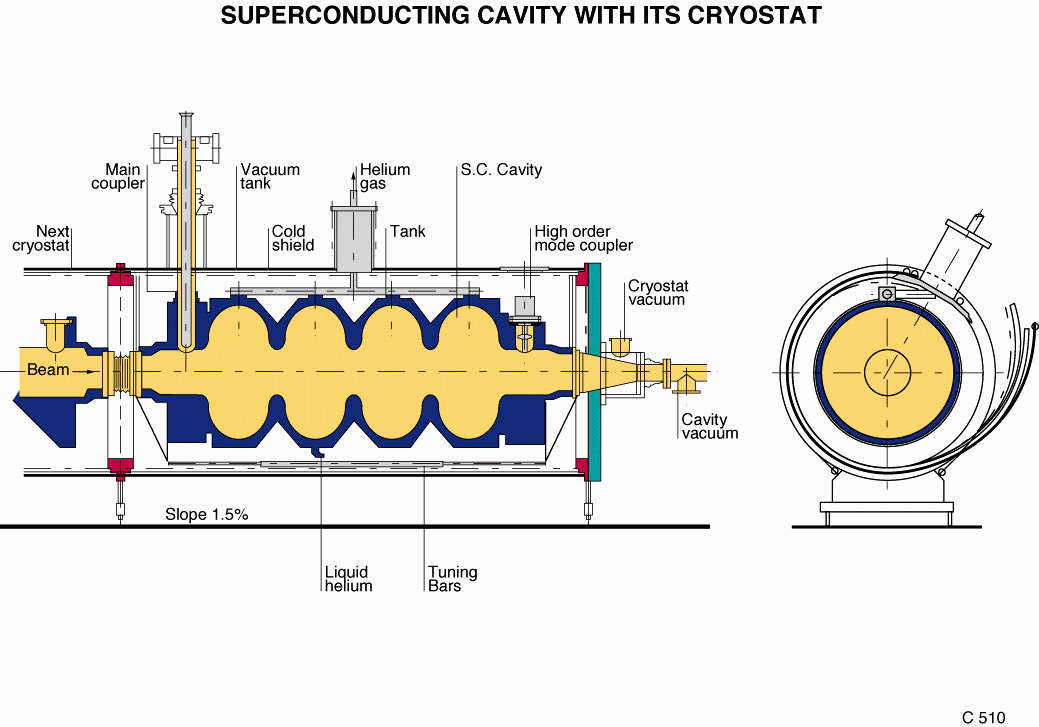 SUPERCONDUCTING CAVITY WITH ITS CRYOSTAT
Main
coupler
Vacuum
tank
Helium
gas
S.C. Cavity
Next
cryostat
Cold
shield
Tank
High order
mode coupler
Cryostat
vacuum
Beam
Cavity
vacuum
Slope 1.5%
Liquid
helium
Tuning
Bars
C 510